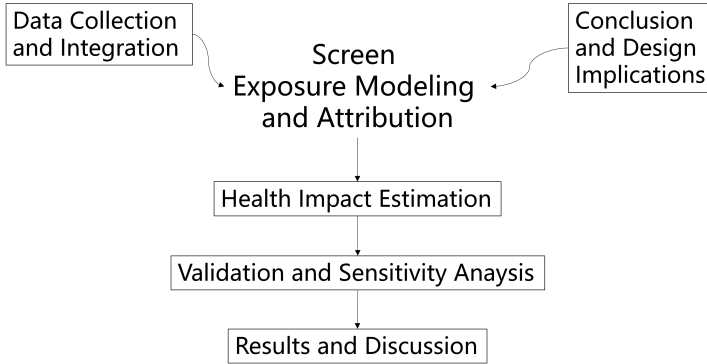 Data Collection
and Integration
Conclusion
and Design
Implications
Screen
Exposure Modeling
and Attribution
Health Impact Estimation
Validation and Sensitivity Anaysis
Results and Discussion